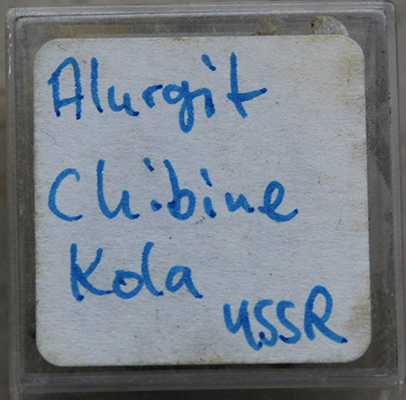 Alurgit
Chibine
Kola
USSR